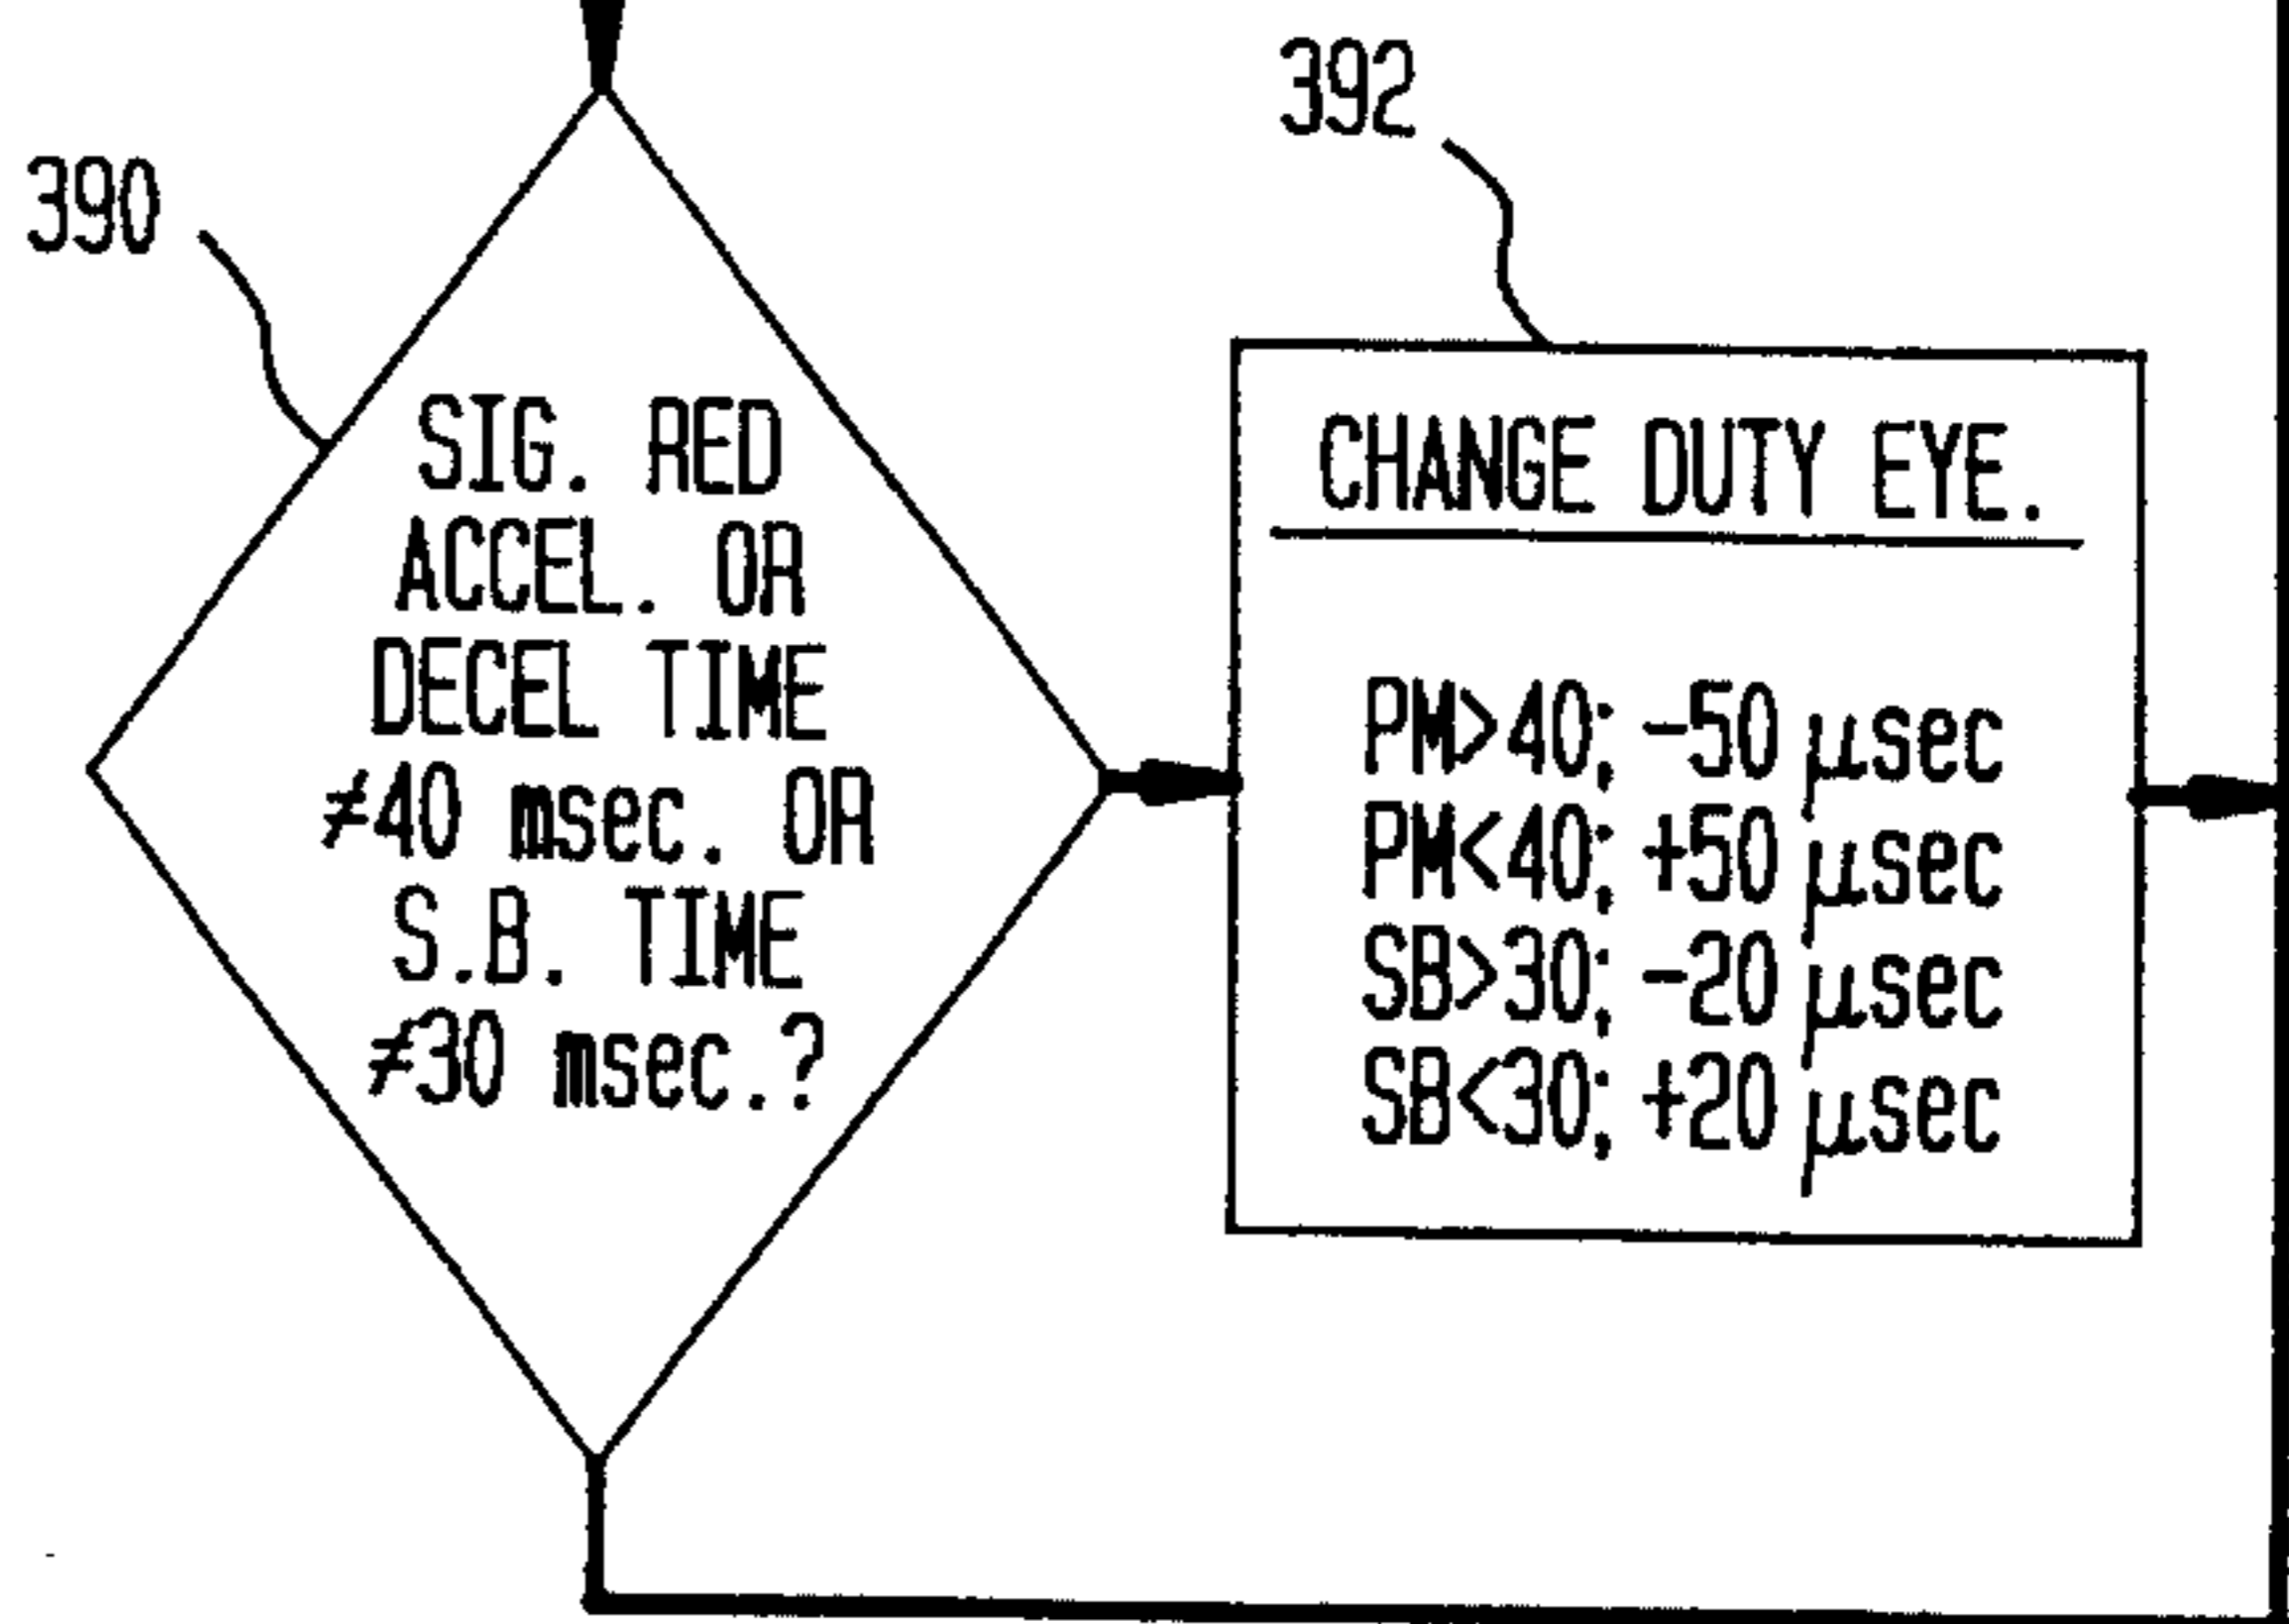 390
SIG. RED
ACCEL. OR
DECEL TIME
≠40 msec. OR
S.B. TIME
≠30 msec.?
392
CHANGE DUTY EYE.
PM>40; -50 µsec
PM<40; +50 µsec
SB>30; -20 µsec
SB<30; +20 µsec